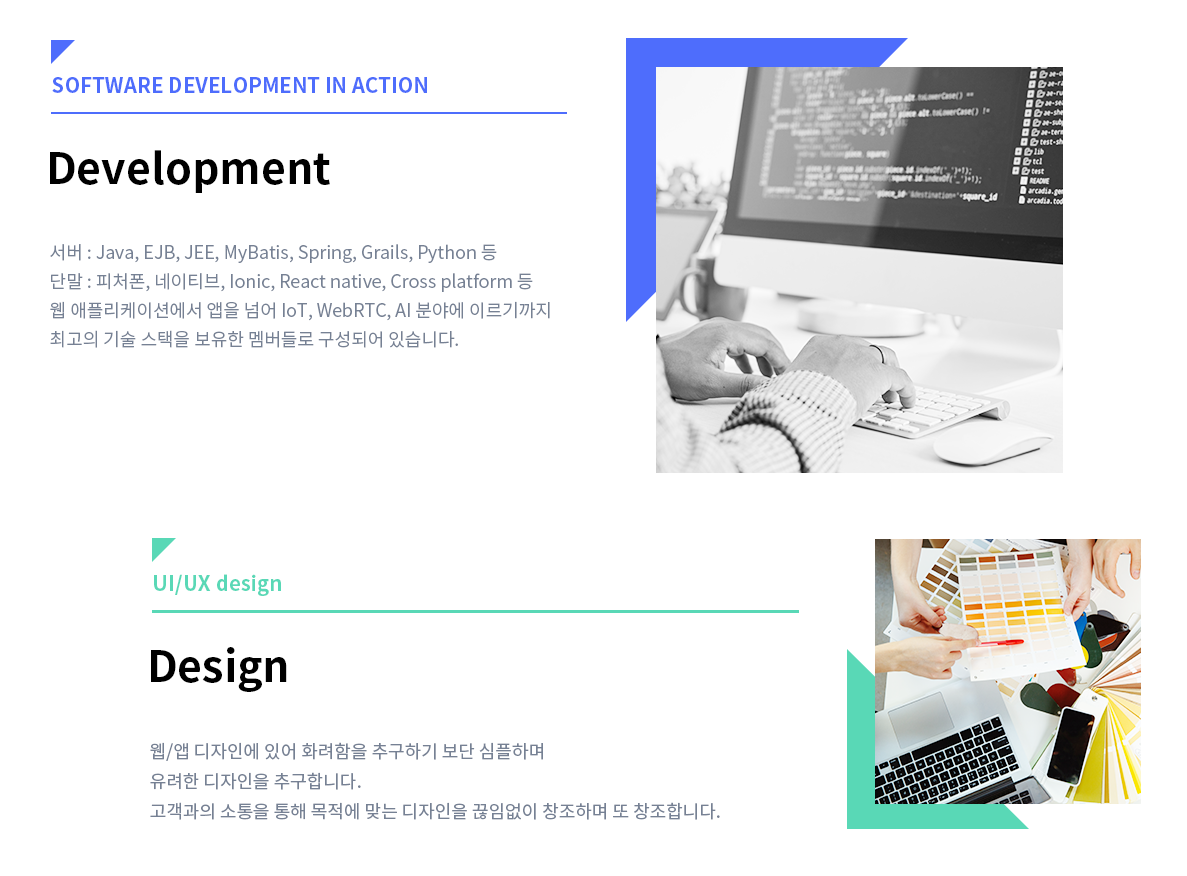 SOFTWARE DEVELOPMENT IN ACTION
Development
서버 : Java, EJB, JEE, MyBatis, Spring, Grails, Python 등
단말 : 피처폰, 네이티브, Ionic, React native, Cross platform 등
웹 애플리케이션에서 앱을 넘어 IoT, WebRTC, AI 분야에 이르기까지
최고의 기술 스택을 보유한 멤버들로 구성되어 있습니다.
lib
tcl
test
README
UI/UX design
Design
웹/앱 디자인에 있어 화려함을 추구하기 보단 심플하며
유려한 디자인을 추구합니다.
고객과의 소통을 통해 목적에 맞는 디자인을 끊임없이 창조하며 또 창조합니다.